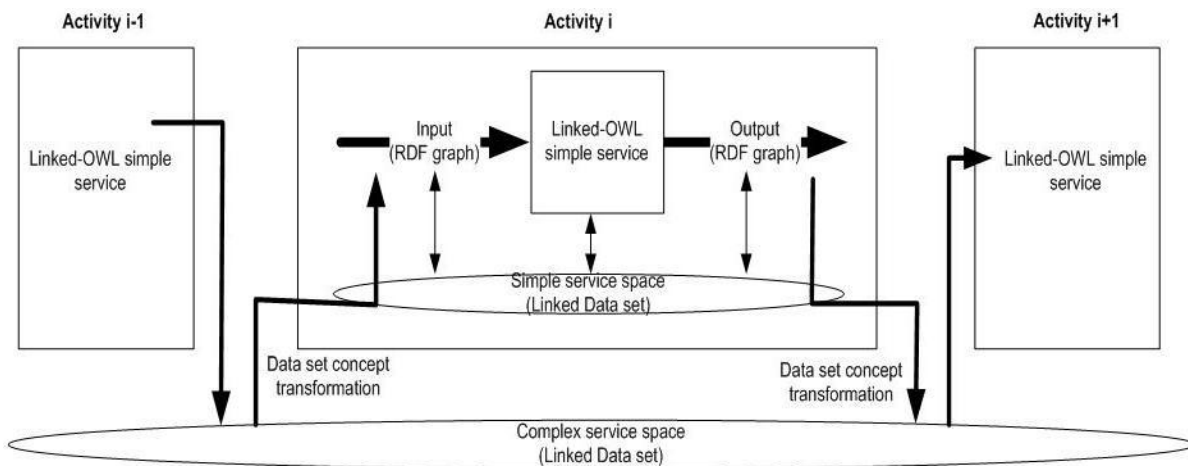 Activity i-1
Activity i
Activity i+1
Linked-OWL simple
service
Input
(RDF graph)
Linked-OWL
simple service
Output
(RDF graph)
Linked-OWL simple
service
Simple service space
(Linked Data set)
Data set concept
transformation
Data set concept
transformation
Complex service space
(Linked Data set)